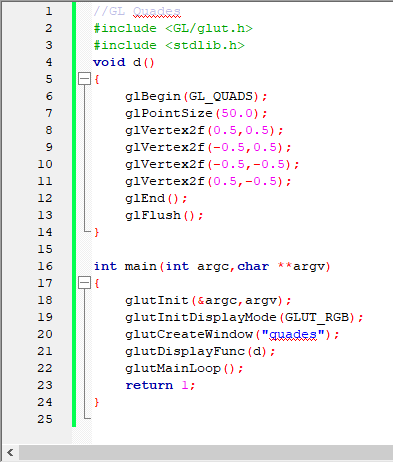 1 //GL Quades
2 #include <GL/glut.h>
3 #include <stdlib.h>
4 void d()
5 {
6 glBegin(GL_QUADS);
7 glPointSize(50.0);
8 glVertex2f(0.5,0.5);
9 glVertex2f(-0.5,0.5);
10 glVertex2f(-0.5,-0.5);
11 glVertex2f(0.5,-0.5);
12 glEnd();
13 glFlush();
14 }
15
16 int main(int argc,char **argv)
17 {
18 glutInit(&argc,argv);
19 glutInitDisplayMode(GLUT_RGB);
20 glutCreateWindow("quades");
21 glutDisplayFunc(d);
22 glutMainLoop();
23 return 1;
24 }
25